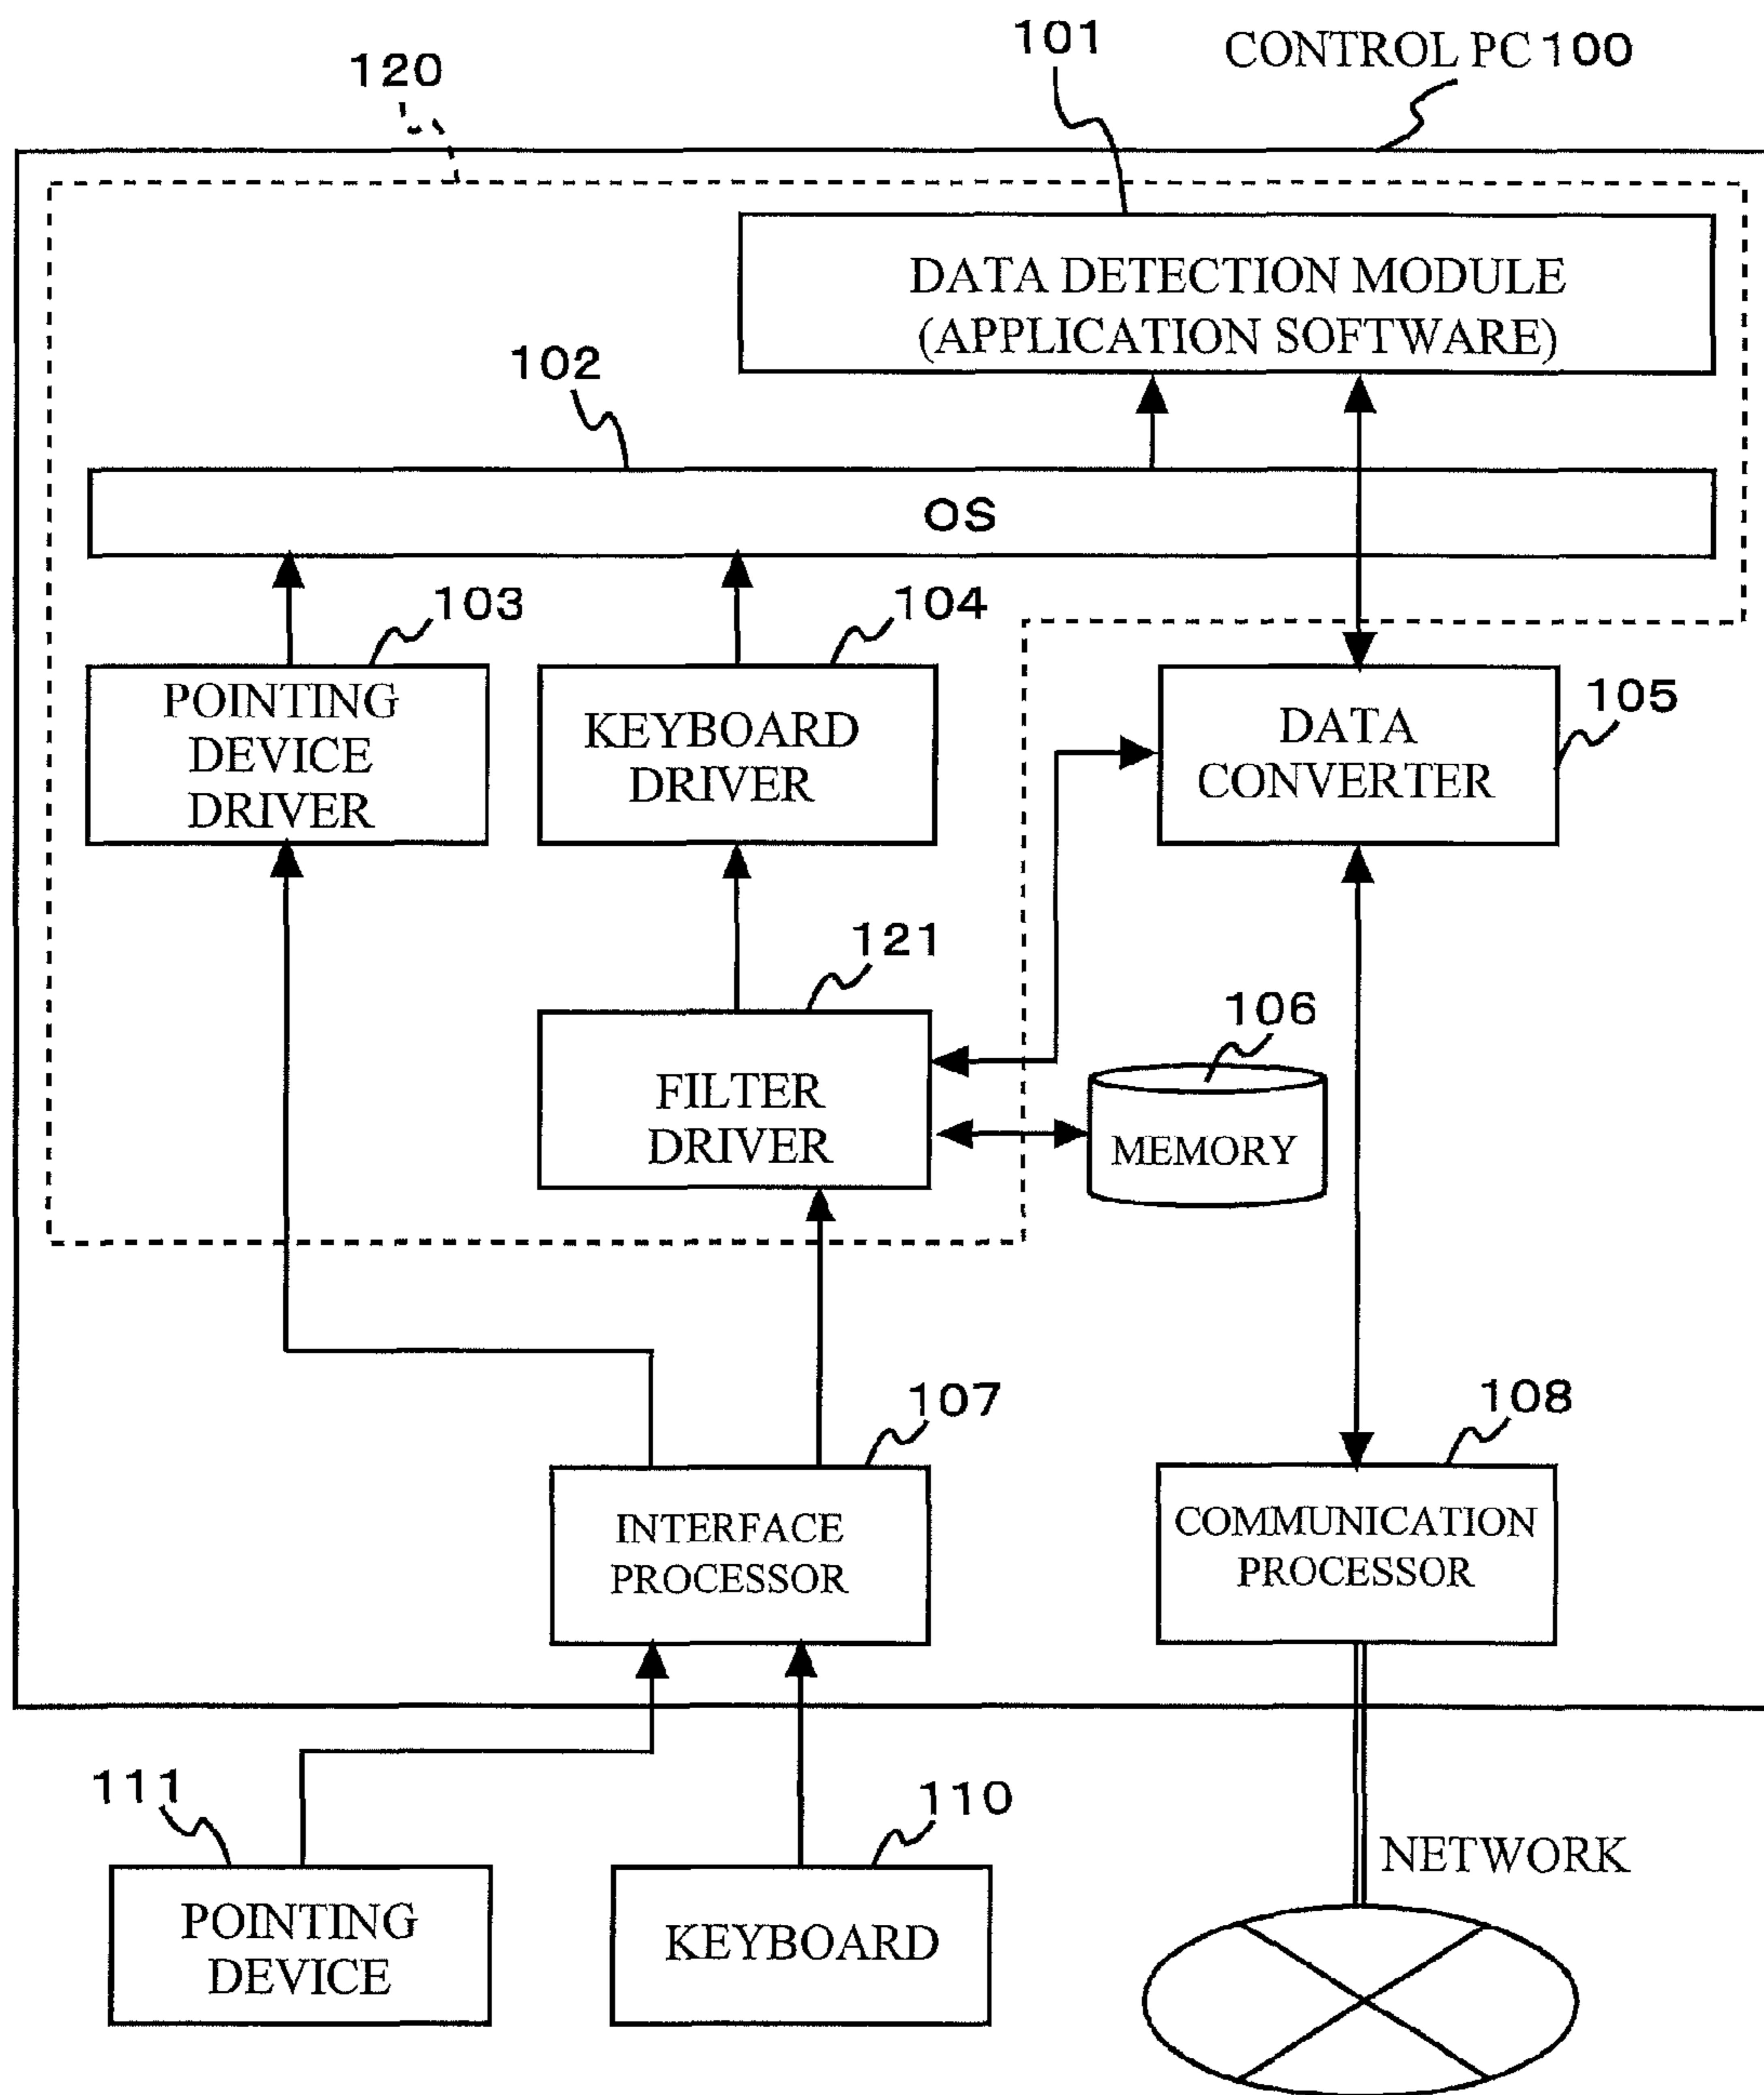 101
CONTROL PC 100
120
DATA DETECTION MODULE
(APPLICATION SOFTWARE)
102
OS
103
104
POINTING
DEVICE
DRIVER
KEYBOARD
DRIVER
105
DATA
CONVERTER
121
106
FILTER
DRIVER
MEMORY
107
108
INTERFACE
PROCESSOR
COMMUNICATION
PROCESSOR
111
110
NETWORK
POINTING
DEVICE
KEYBOARD